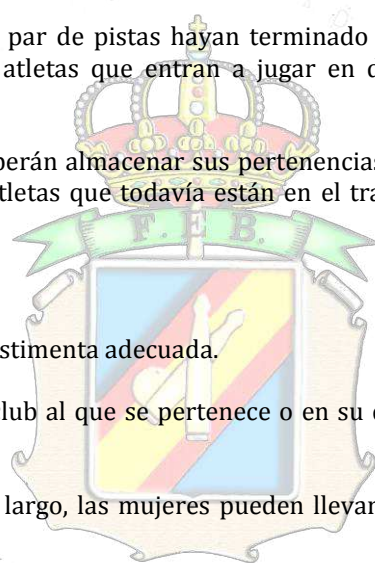 par de pistas hayan terminado
atletas que entran a jugar en
berán almacenar sus pertenencias
tletas que todavía están en el tra
F. E. B.
stimenta adecuada.
lub al que se pertenece o en su
largo, las mujeres pueden llevar